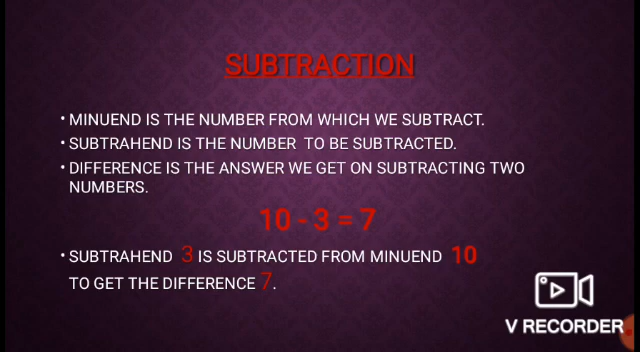 SUBTRACTION
• MINUEND IS THE NUMBER FROM WHICH WE SUBTRACT.
• SUBTRAHEND IS THE NUMBER TO BE SUBTRACTED.
• DIFFERENCE IS THE ANSWER WE GET ON SUBTRACTING TWO
NUMBERS.
10 - 3 = 7
• SUBTRAHEND 3 IS SUBTRACTED FROM MINUEND 10
TO GET THE DIFFERENCE 7.
V RECORDER